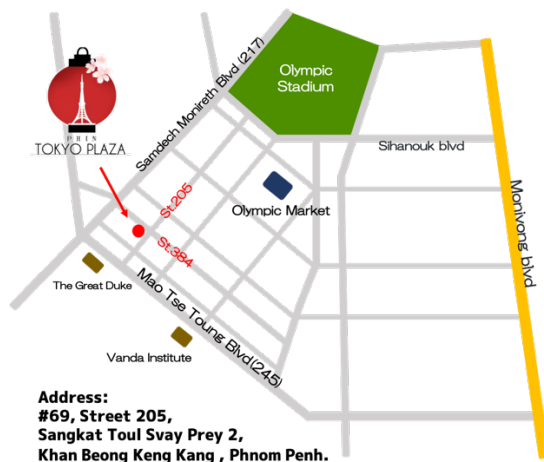 Samdech Monireth Blvd (217)
Olympic
Stadium
PHIN
TOKYO PLAZA
Sihanouk blvd
St.205
Olympic Market
St.384
Monivong blvd
The Great Duke
Mao Tse Toung Blvd(245)
Vanda Institute
Address:
#69, Street 205,
Sangkat Toul Svay Prey 2,
Khan Beong Keng Kang , Phnom Penh.